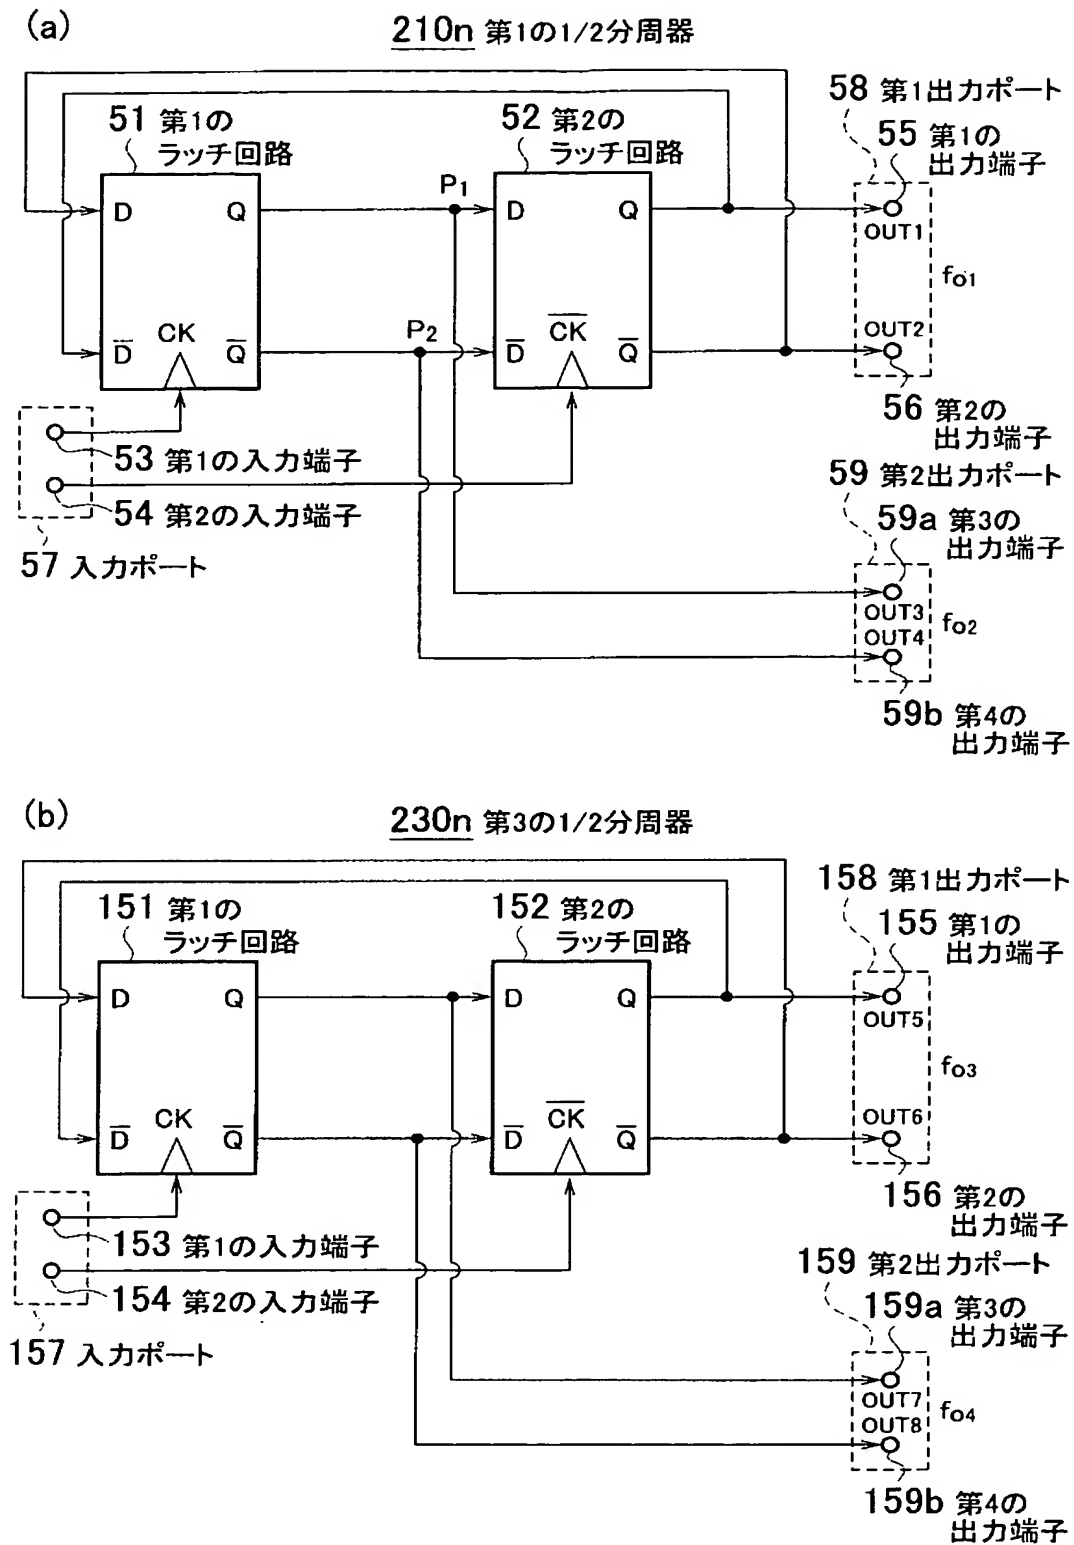 (a)
210n 第1の1/2分周器
51 第1の
ラッチ回路
52 第2の
ラッチ回路
58 第1出力ポート
55 第1の
出力端子
D
Q
P1
D
Q
OUT1
fo1
CK
P2
C̅K̅
OUT2
D̅
Q̅
D̅
Q̅
56 第2の
出力端子
53 第1の入力端子
54 第2の入力端子
57 入力ポート
59 第2出力ポート
59a 第3の
出力端子
OUT3
fo2
OUT4
59b 第4の
出力端子
(b)
230n 第3の1/2分周器
151 第1の
ラッチ回路
152 第2の
ラッチ回路
158 第1出力ポート
155 第1の
出力端子
D
Q
D
Q
OUT5
fo3
CK
C̅K̅
OUT6
D̅
Q̅
D̅
Q̅
156 第2の
出力端子
153 第1の入力端子
154 第2の入力端子
157 入力ポート
159 第2出力ポート
159a 第3の
出力端子
OUT7
fo4
OUT8
159b 第4の
出力端子